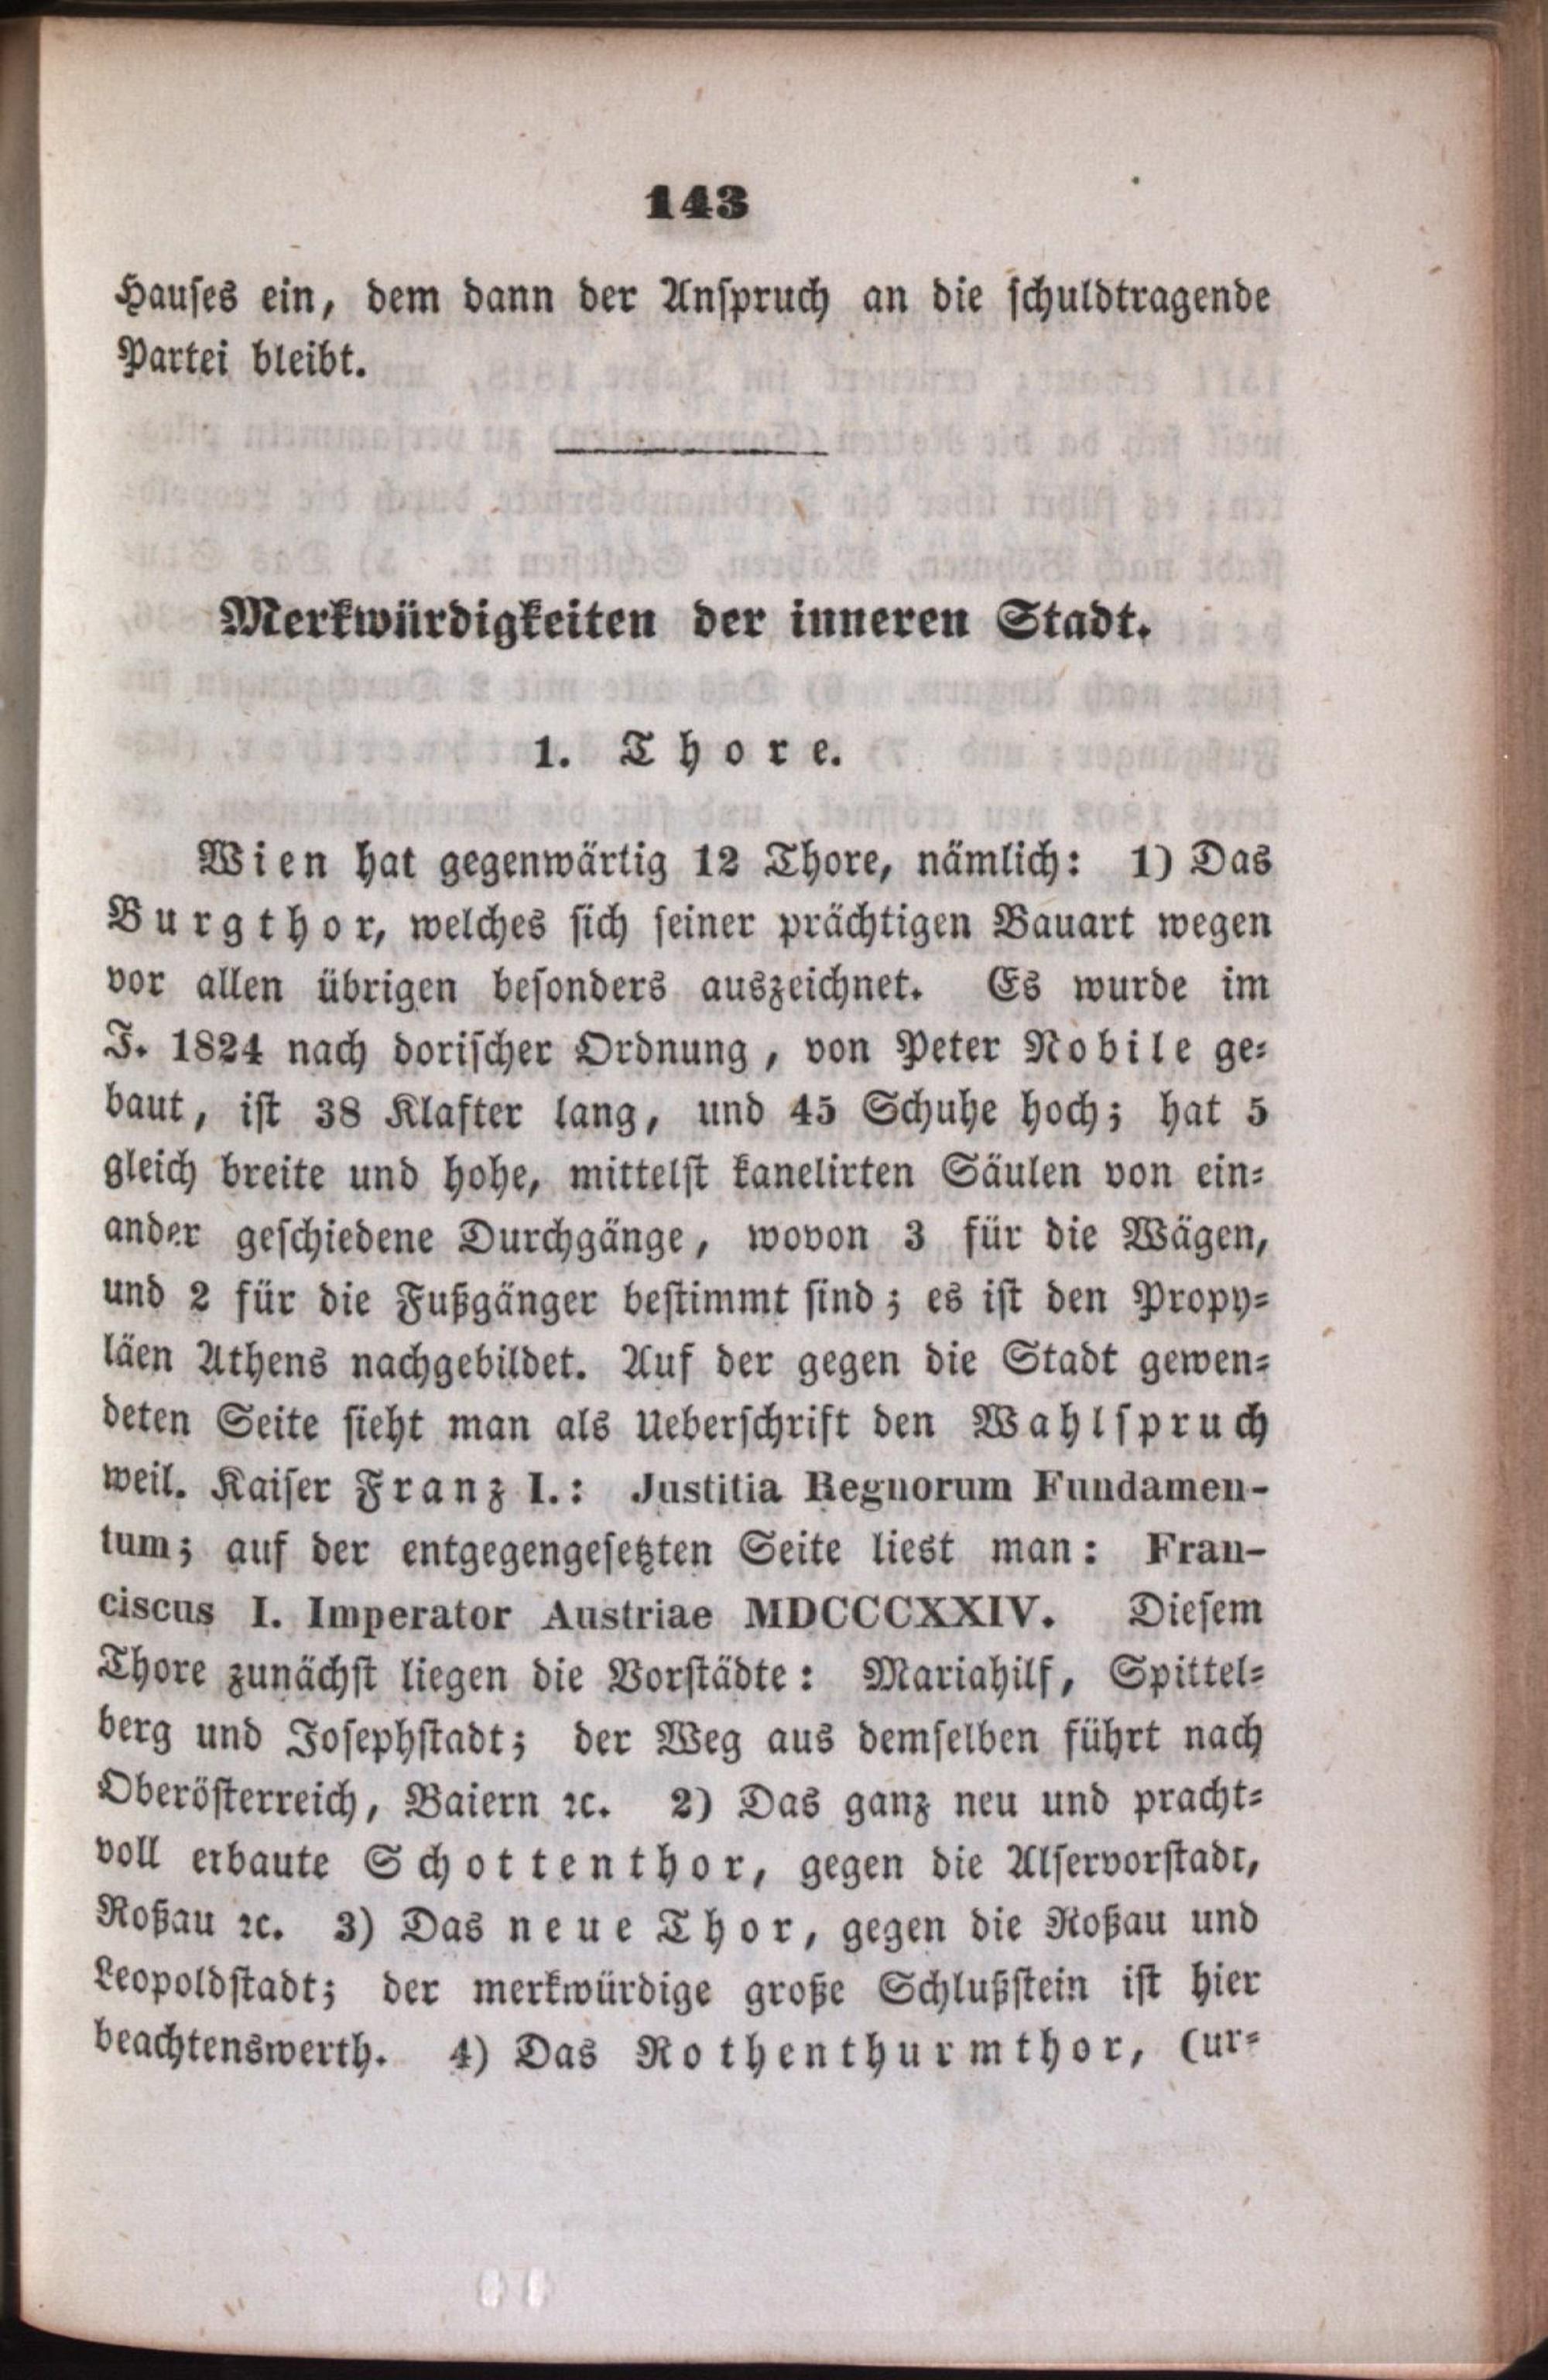 143
Hauses ein, dem dann der Anspruch an die schuldtragende
Partei bleibt.
Merkwürdigkeiten der inneren Stadt.
1. Thore.
Wien hat gegenwärtig 12 Thore, nämlich: 1) Das
Burgthor, welches sich seiner prächtigen Bauart wegen
vor allen übrigen besonders auszeichnet. Es wurde im
J. 1824 nach dorischer Ordnung, von Peter Nobile ge-
baut, ist 38 Klafter lang, und 45 Schuhe hoch; hat 5
gleich breite und hohe, mittelst kanelirten Säulen von ein-
ander geschiedene Durchgänge, wovon 3 für die Wägen,
und 2 für die Fußgänger bestimmt sind; es ist den Propy-
läen Athens nachgebildet. Auf der gegen die Stadt gewen-
deten Seite sieht man als Ueberschrift den Wahlspruch
weil. Kaiser Franz I.: Justitia Regnorum Fundamen-
tum; auf der entgegengesetzten Seite liest man: Fran-
ciscus I. Imperator Austriae MDCCCXXIV. Diesem
Thore zunächst liegen die Vorstädte: Mariahilf, Spittel-
berg und Josephstadt; der Weg aus demselben führt nach
Oberösterreich, Baiern ꝛc. 2) Das ganz neu und pracht-
voll erbaute Schottenthor, gegen die Alservorstadt,
Roßau ꝛc. 3) Das neue Thor, gegen die Roßau und
Leopoldstadt; der merkwürdige große Schlußstein ist hier
beachtenswerth. 4) Das Rothenthurmthor, (ur-